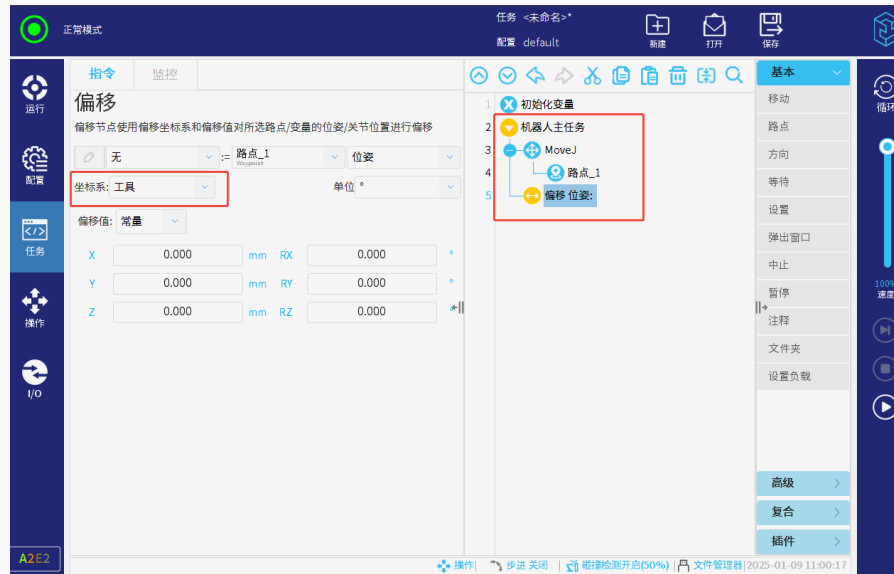 正常模式
任务 <未命名>*
配置 default
新建
打开
保存
运行
配置
任务
操作
I/O
A2E2
指令 监控
偏移
偏移节点使用偏移坐标系和偏移值对所选路点/变量的位姿/关节位置进行偏移
无 := 路点_1 位姿
Waypoint
坐标系: 工具 单位 °
偏移值: 常量
X 0.000 mm RX 0.000 °
Y 0.000 mm RY 0.000 °
Z 0.000 mm RZ 0.000 °
1 初始化变量
2 机器人主任务
3 MoveJ
4 路点_1
5 偏移 位姿:
基本
移动
路点
方向
等待
设置
弹出窗口
中止
暂停
注释
文件夹
设置负载
高级
复合
插件
循环
100%
速度
操作 步进 关闭 碰撞检测开启(50%) 文件管理器 2025-01-09 11:00:17